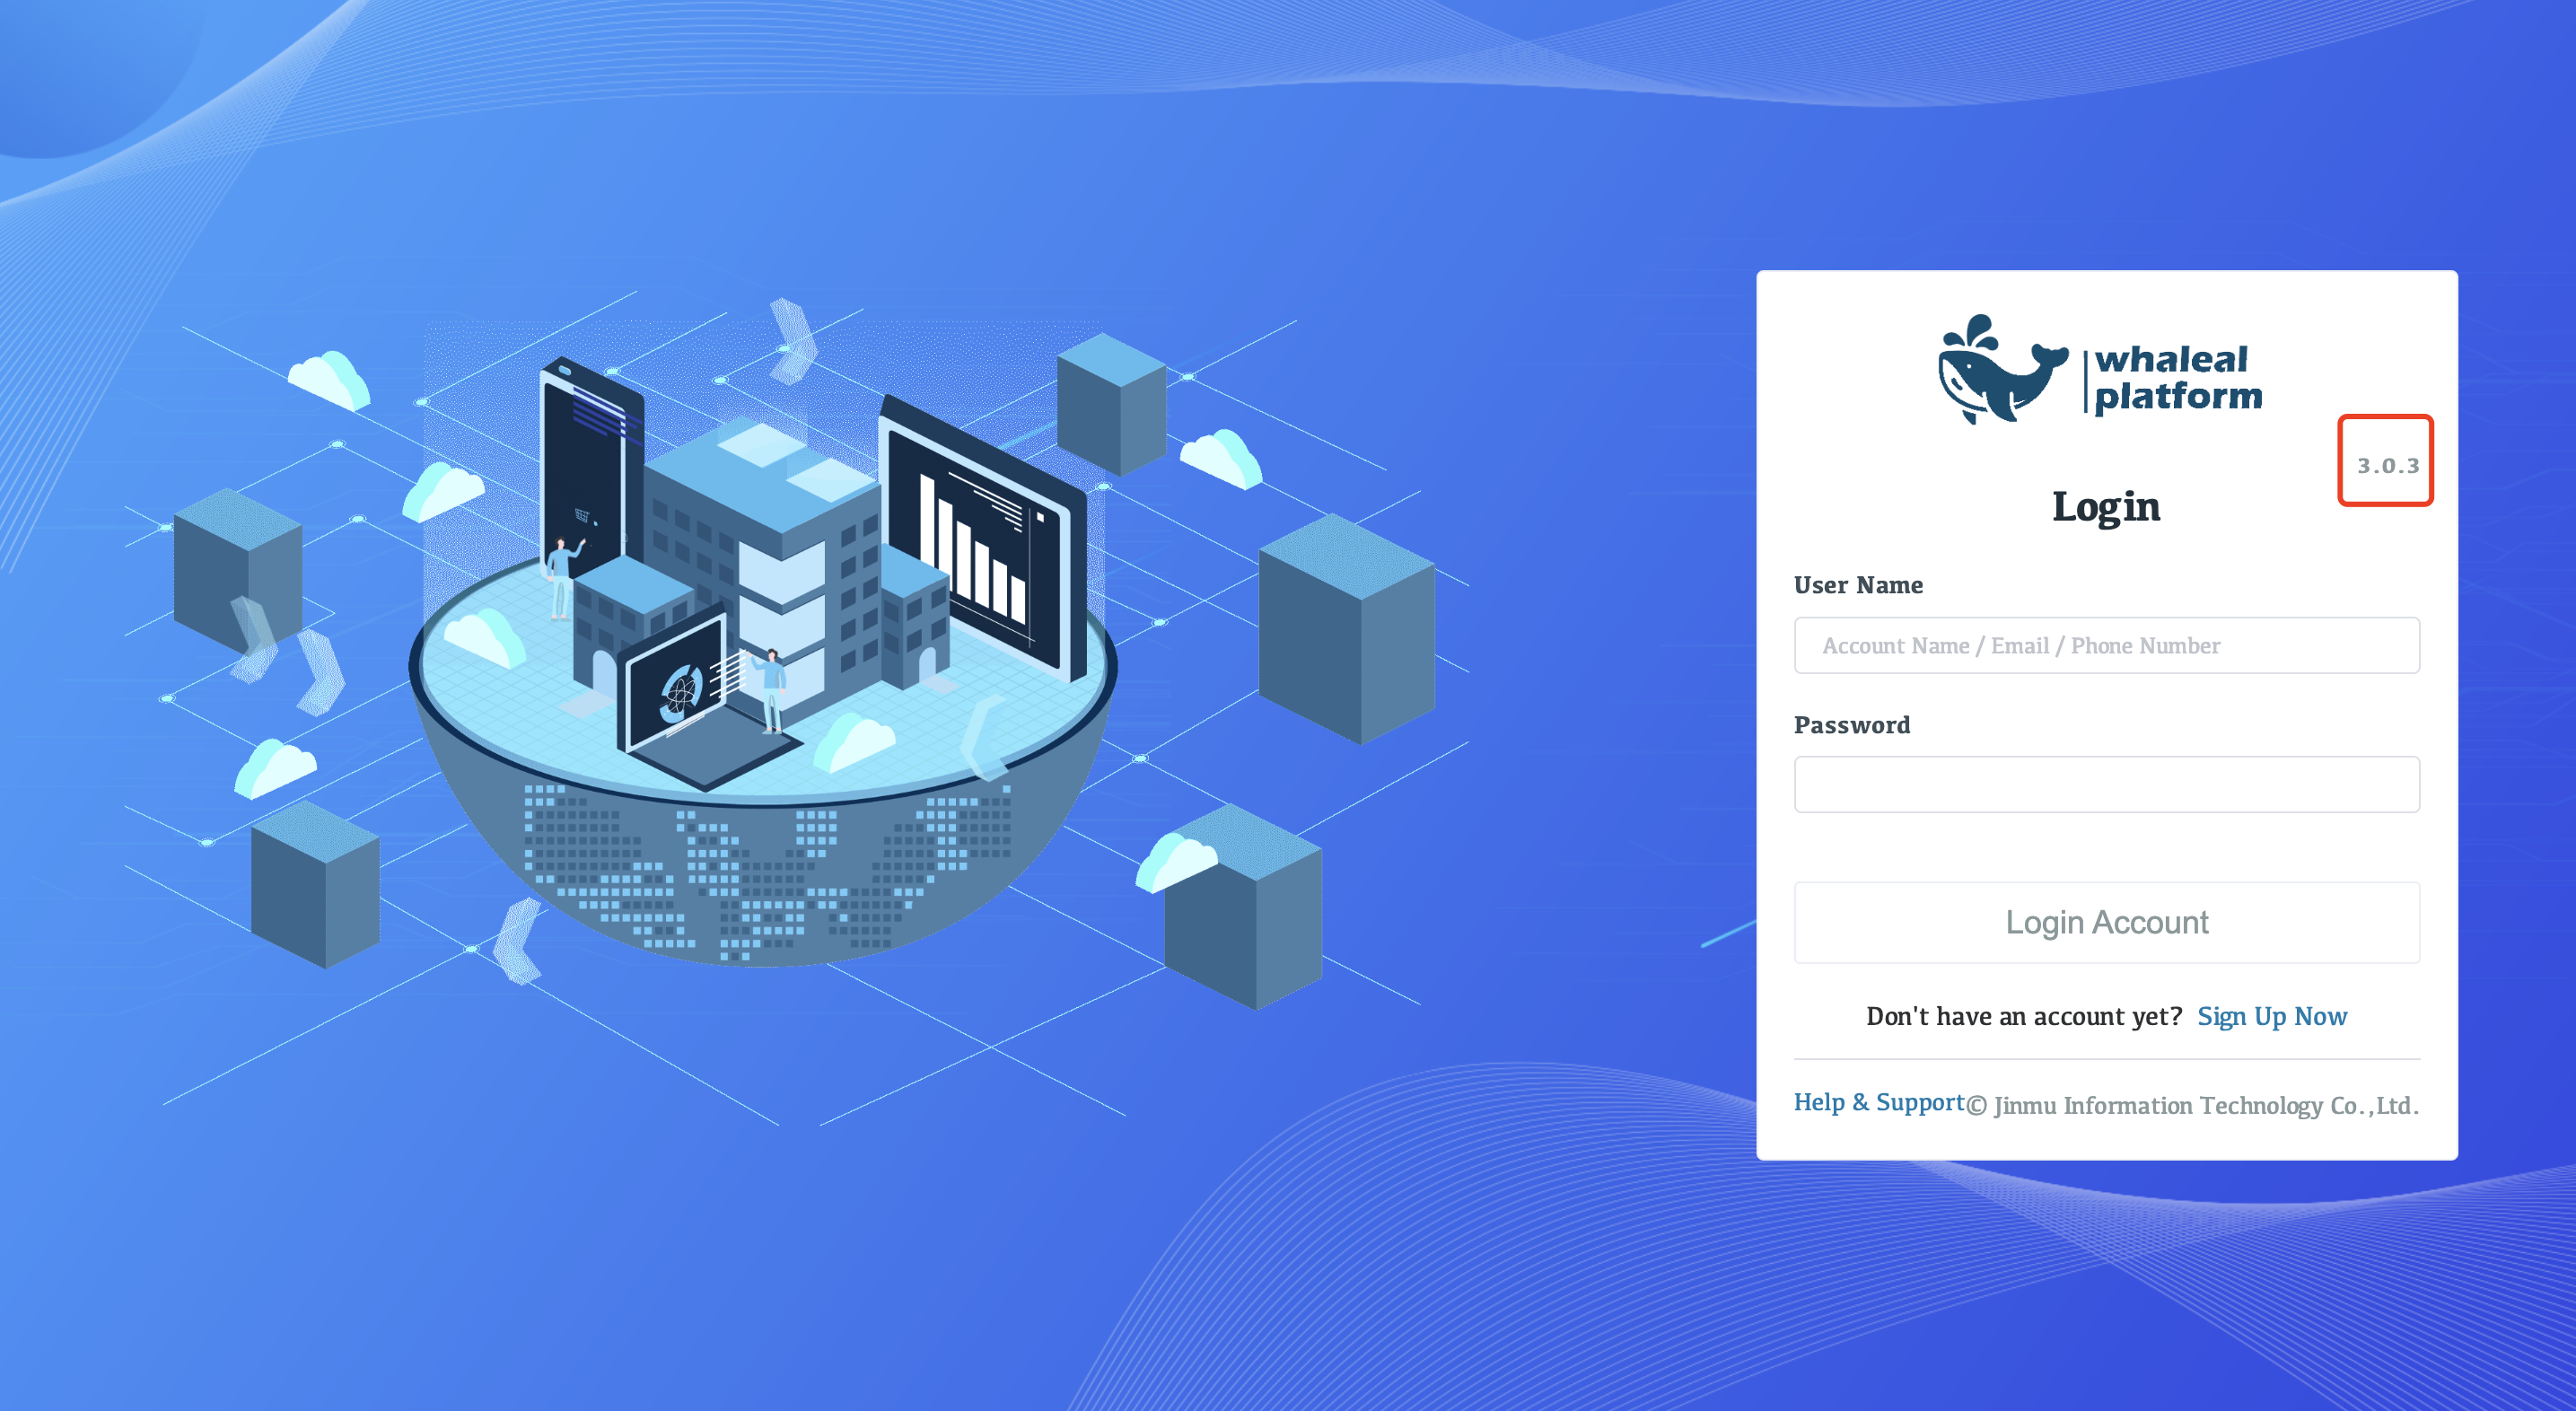 whaleal
platform
3.0.3
Login
User Name
Account Name / Email / Phone Number
Password
Login Account
Don't have an account yet? Sign Up Now
Help & Support© Jinmu Information Technology Co.,Ltd.